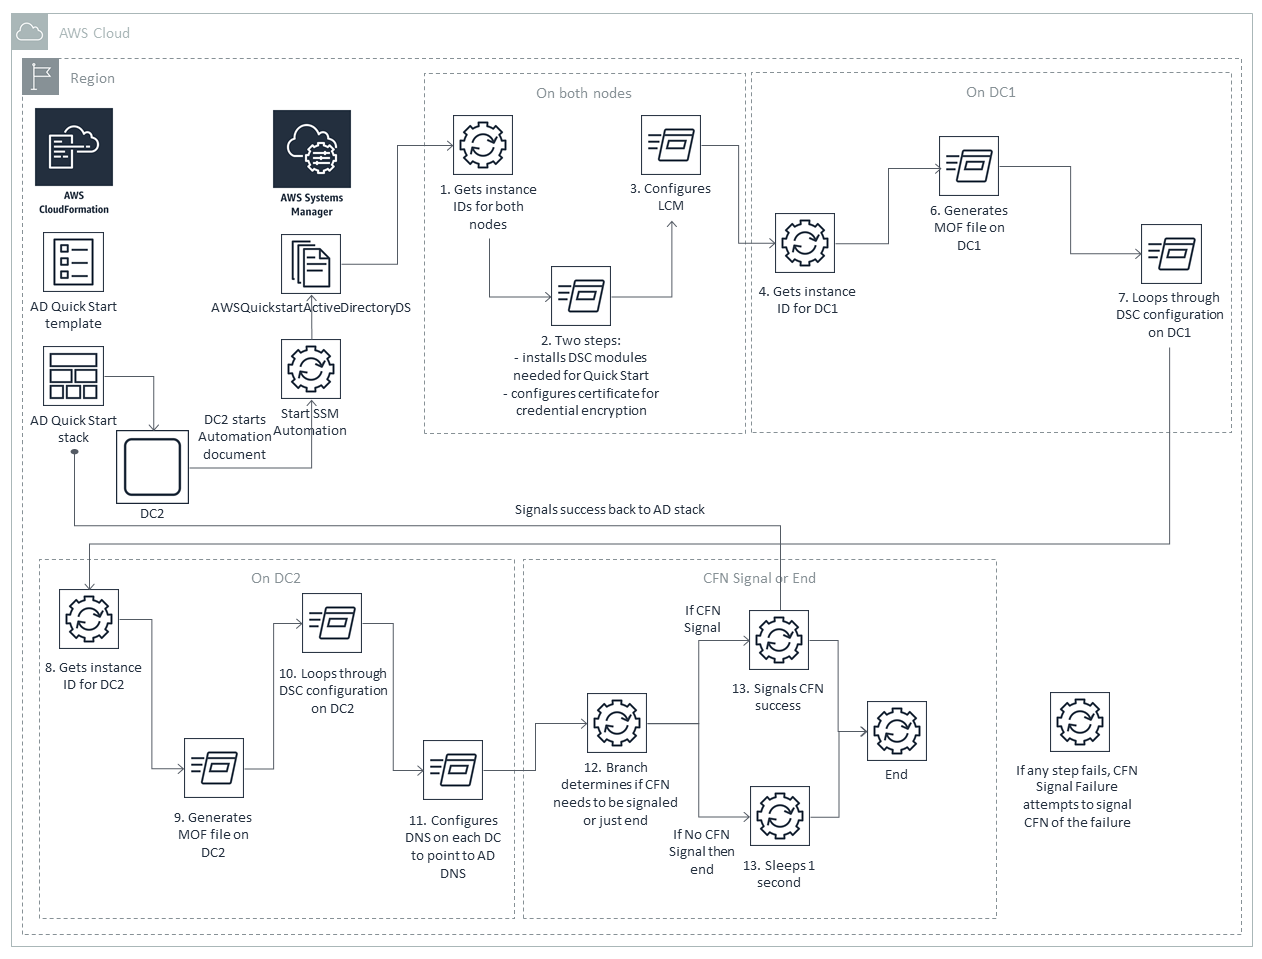 AWS Cloud
Region
AWS
CloudFormation
AD Quick Start
template
AD Quick Start
stack
DC2
DC2 starts
Automation
document
AWS Systems
Manager
AWSQuickstartActiveDirectoryDS
Start SSM
Automation
On both nodes
1. Gets instance
IDs for both
nodes
2. Two steps:
- installs DSC modules
needed for Quick Start
- configures certificate for
credential encryption
3. Configures
LCM
On DC1
4. Gets instance
ID for DC1
6. Generates
MOF file on
DC1
7. Loops through
DSC configuration
on DC1
Signals success back to AD stack
On DC2
8. Gets instance
ID for DC2
9. Generates
MOF file on
DC2
10. Loops through
DSC configuration
on DC2
11. Configures
DNS on each DC
to point to AD
DNS
CFN Signal or End
12. Branch
determines if CFN
needs to be signaled
or just end
If CFN
Signal
13. Signals CFN
success
If No CFN
Signal then
end
13. Sleeps 1
second
End
If any step fails, CFN
Signal Failure
attempts to signal
CFN of the failure